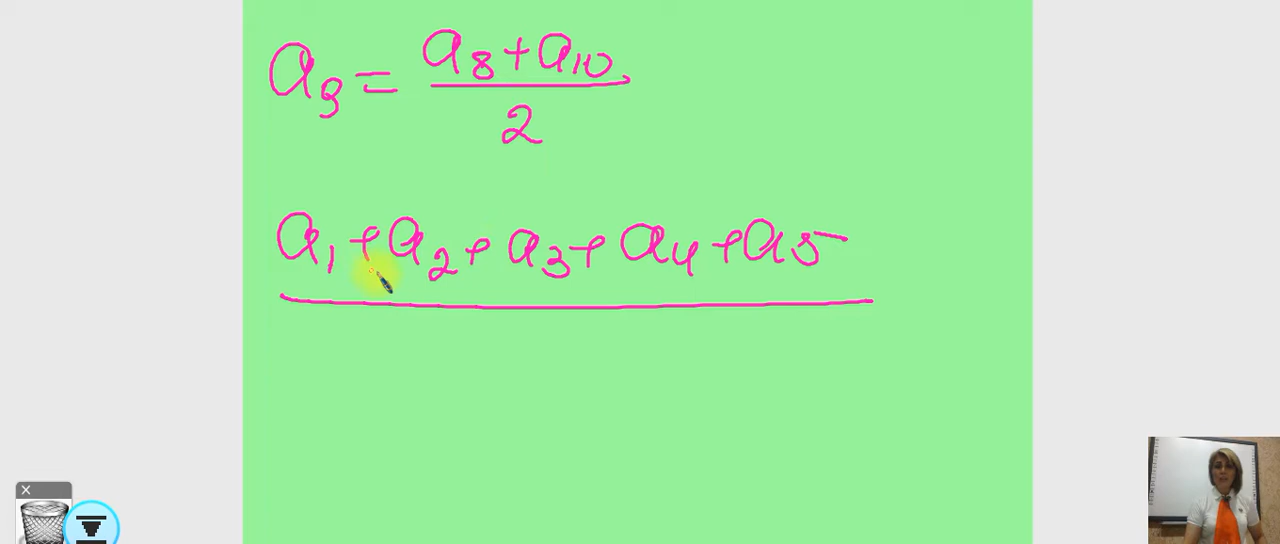 a₉ = (a₈ + a₁₀) / 2
a₁ + a₂ + a₃ + a₄ + a₅